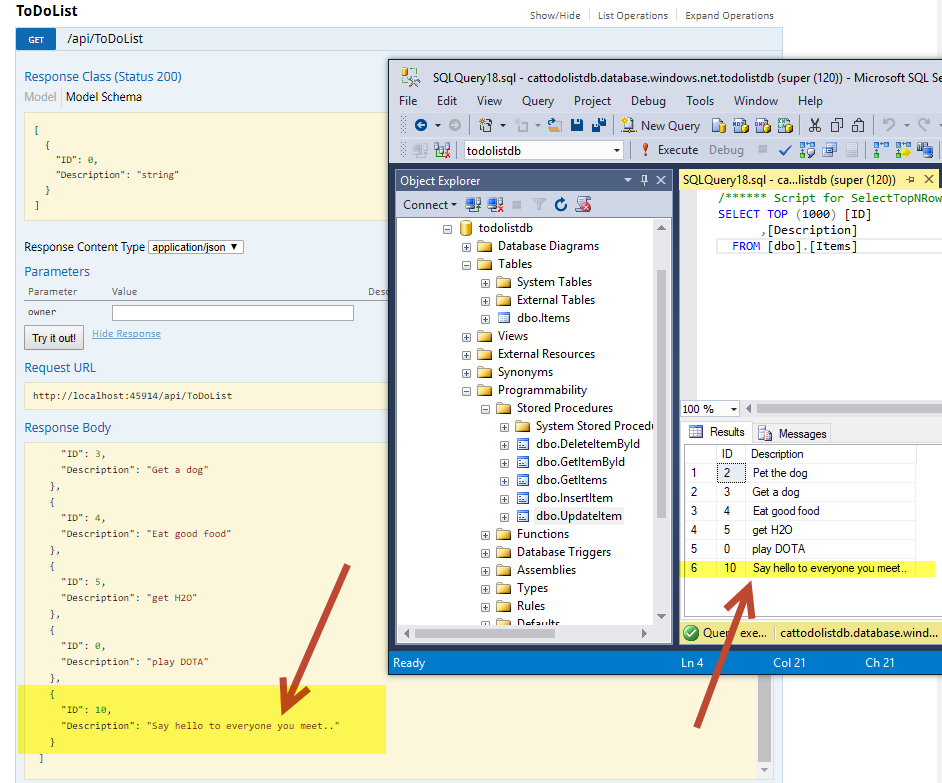 ToDoList
Show/Hide
List Operations
Expand Operations
GET
/api/ToDoList
Response Class (Status 200)
Model
Model Schema
[
{
"ID": 0,
"Description": "string"
}
]
Response Content Type
application/json
Parameters
Parameter
Value
owner
Try it out!
Hide Response
Request URL
http://localhost:45914/api/ToDoList
Response Body
"ID": 3,
"Description": "Get a dog"
},
{
"ID": 4,
"Description": "Eat good food"
},
{
"ID": 5,
"Description": "get H2O"
},
{
"ID": 0,
"Description": "play DOTA"
},
{
"ID": 10,
"Description": "Say hello to everyone you meet.."
}
]
SQLQuery18.sql - cattodolistdb.database.windows.net.todolistdb (super (120)) - Microsoft SQL Se
File
Edit
View
Query
Project
Debug
Tools
Window
Help
New Query
todolistdb
Execute
Debug
Object Explorer
Connect
todolistdb
Database Diagrams
Tables
System Tables
External Tables
dbo.Items
Views
External Resources
Synonyms
Programmability
Stored Procedures
System Stored Procedu
dbo.DeleteItemById
dbo.GetItemById
dbo.GetItems
dbo.InsertItem
dbo.UpdateItem
Functions
Database Triggers
Assemblies
Types
Rules
Defaults
SQLQuery18.sql - ca...listdb (super (120))
/****** Script for SelectTopNRow
SELECT TOP (1000) [ID]
,[Description]
FROM [dbo].[Items]
100 %
Results
Messages
ID
Description
1
2
Pet the dog
2
3
Get a dog
3
4
Eat good food
4
5
get H2O
5
0
play DOTA
6
10
Say hello to everyone you meet..
exe...
cattodolistdb.database.wind...
Ready
Ln 4
Col 21
Ch 21